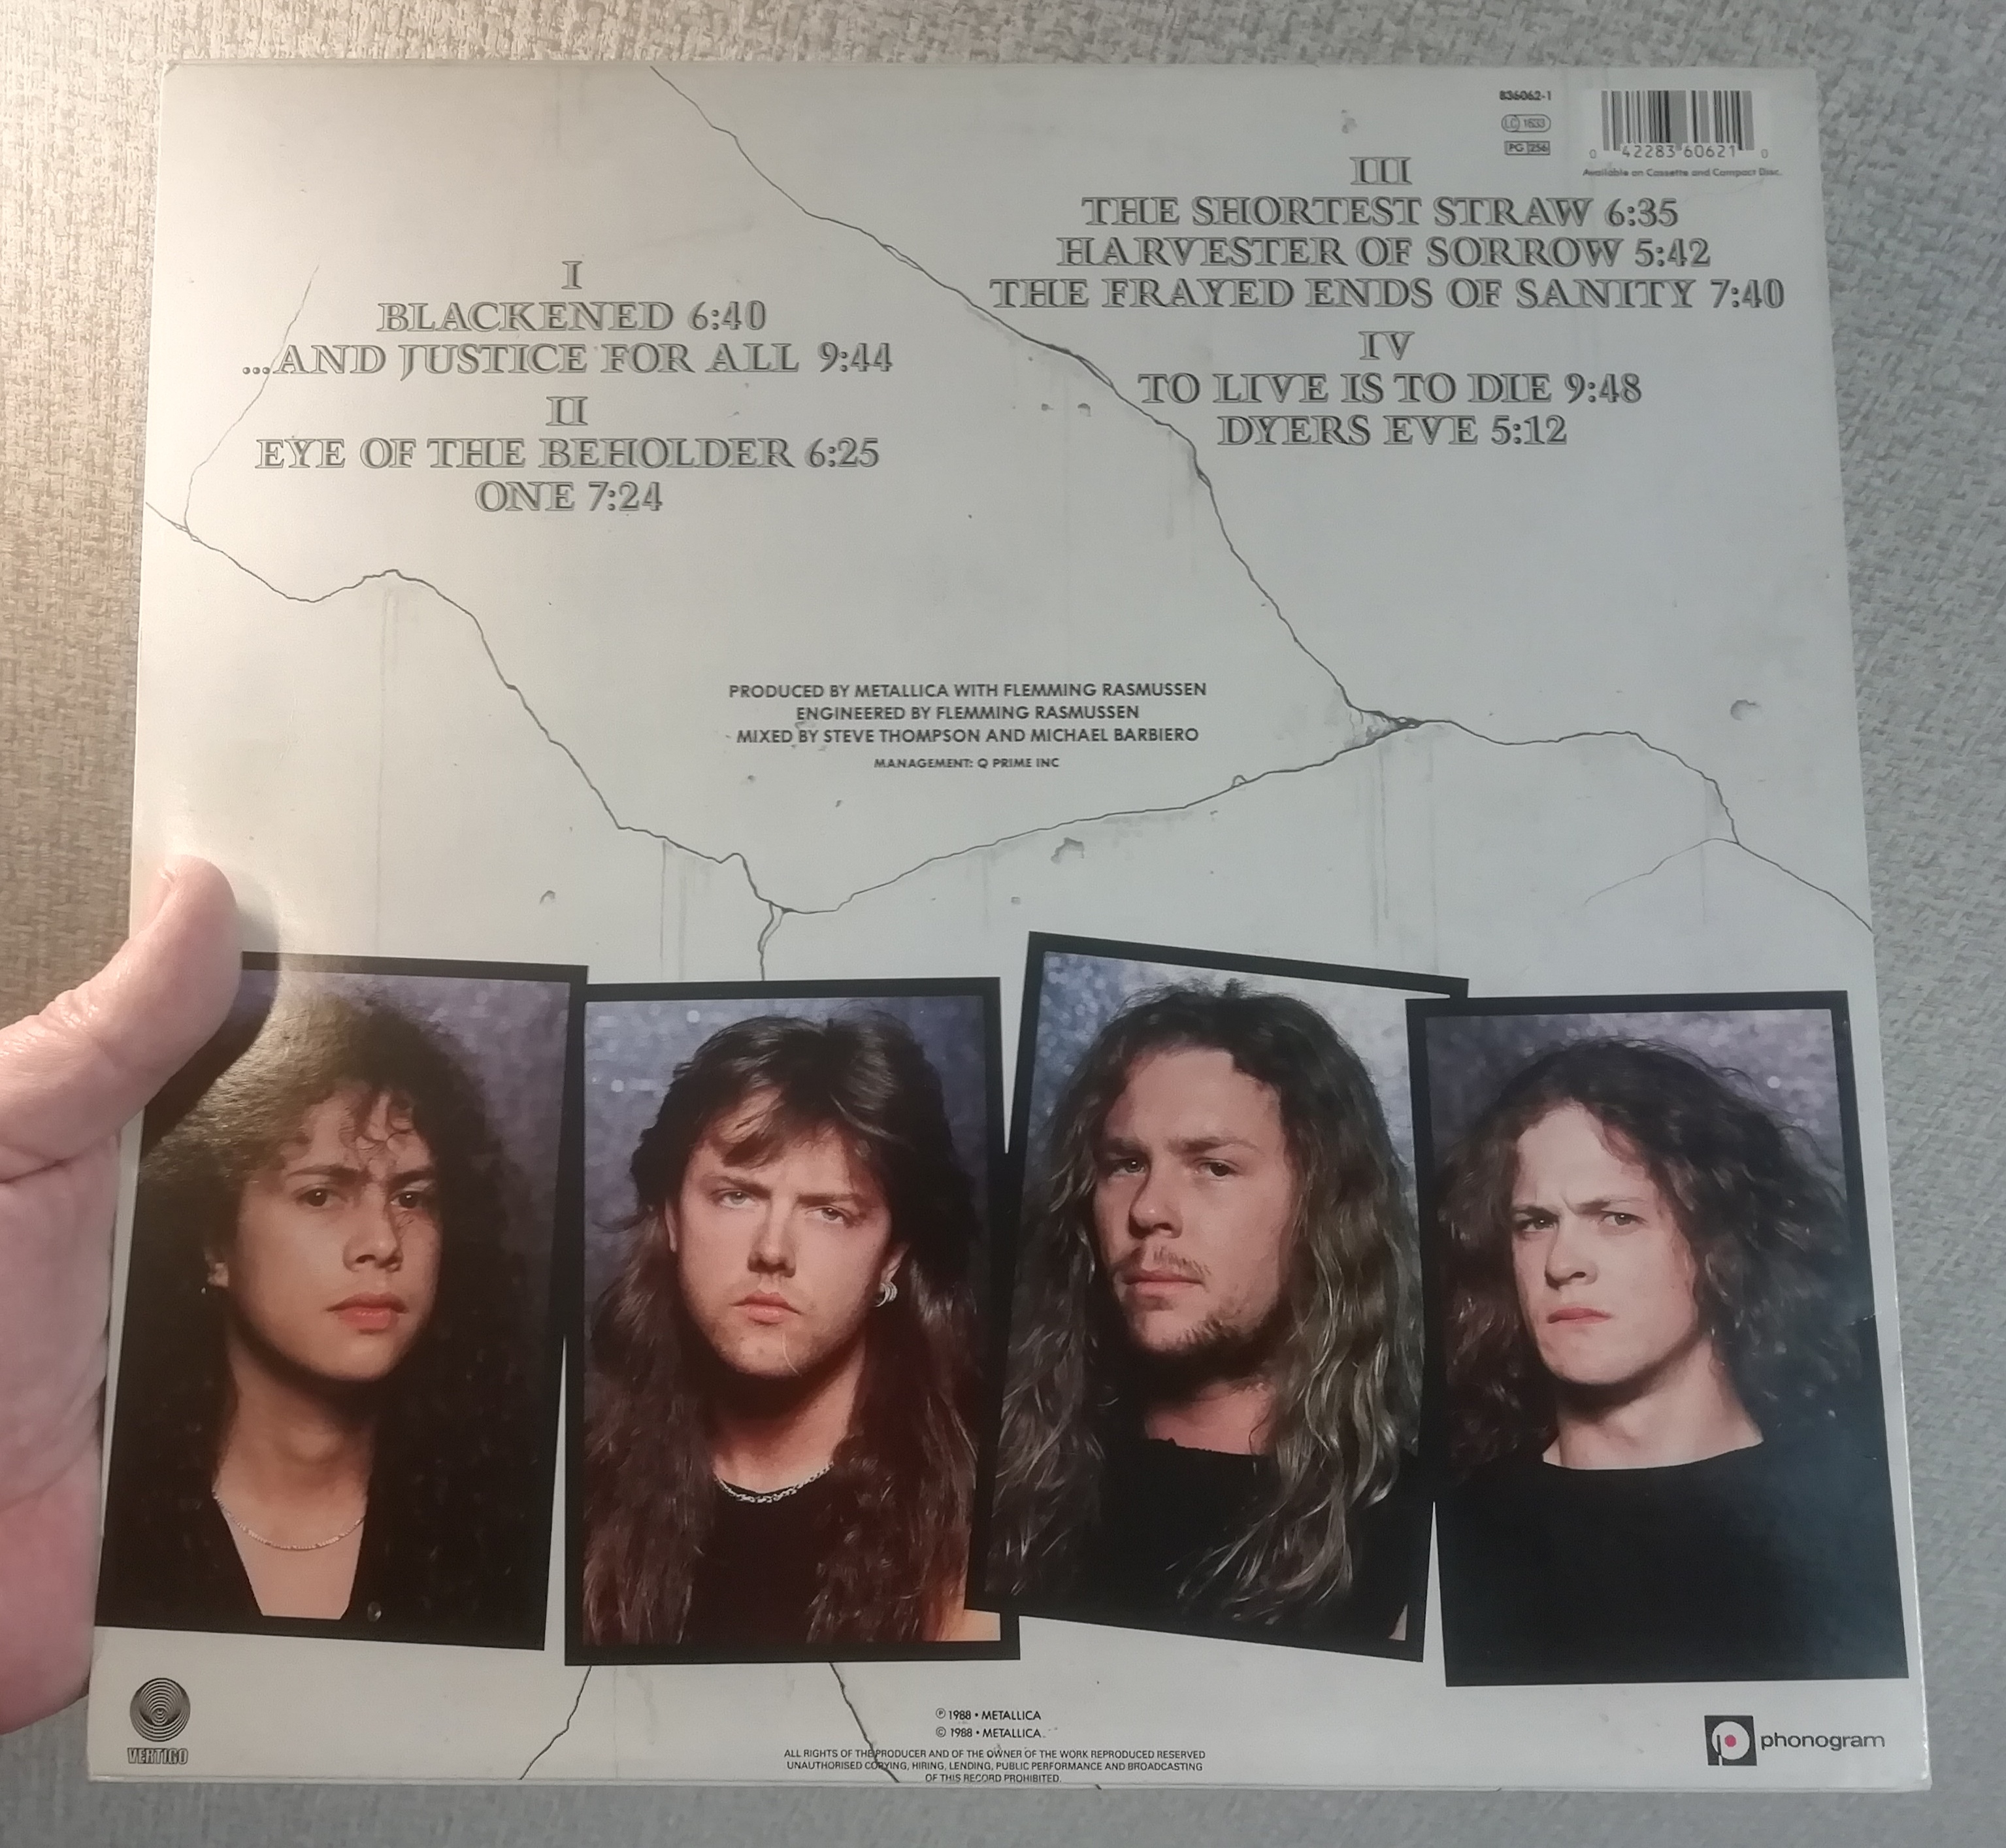 I
BLACKENED 6:40
...AND JUSTICE FOR ALL 9:44
II
EYE OF THE BEHOLDER 6:25
ONE 7:24
836062-1
LC 1633
PG 256
0 42283 60621 0
Available on Cassette and Compact Disc.
III
THE SHORTEST STRAW 6:35
HARVESTER OF SORROW 5:42
THE FRAYED ENDS OF SANITY 7:40
IV
TO LIVE IS TO DIE 9:48
DYERS EVE 5:12
PRODUCED BY METALLICA WITH FLEMMING RASMUSSEN
ENGINEERED BY FLEMMING RASMUSSEN
MIXED BY STEVE THOMPSON AND MICHAEL BARBIERO
MANAGEMENT: Q PRIME INC
VERTIGO
℗ 1988 • METALLICA
© 1988 • METALLICA.
ALL RIGHTS OF THE PRODUCER AND OF THE OWNER OF THE WORK REPRODUCED RESERVED
UNAUTHORISED COPYING, HIRING, LENDING, PUBLIC PERFORMANCE AND BROADCASTING
OF THIS RECORD PROHIBITED.
phonogram